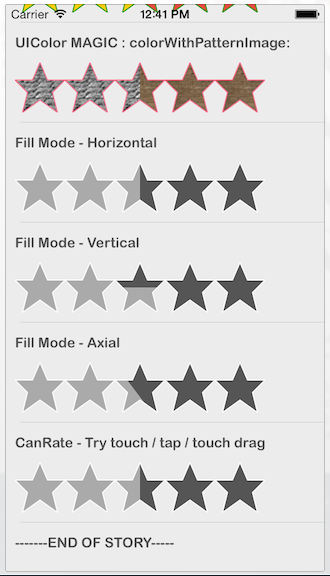 Carrier 12:41 PM
UIColor MAGIC : colorWithPatternImage:
Fill Mode - Horizontal
Fill Mode - Vertical
Fill Mode - Axial
CanRate - Try touch / tap / touch drag
-------END OF STORY-----